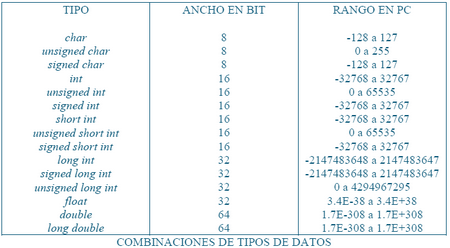 TIPO ANCHO EN BIT RANGO EN PC
char 8 -128 a 127
unsigned char 8 0 a 255
signed char 8 -128 a 127
int 16 -32768 a 32767
unsigned int 16 0 a 65535
signed int 16 -32768 a 32767
short int 16 -32768 a 32767
unsigned short int 16 0 a 65535
signed short int 16 -32768 a 32767
long int 32 -2147483648 a 2147483647
signed long int 32 -2147483648 a 2147483647
unsigned long int 32 0 a 4294967295
float 32 3.4E-38 a 3.4E+38
double 64 1.7E-308 a 1.7E+308
long double 64 1.7E-308 a 1.7E+308
COMBINACIONES DE TIPOS DE DATOS